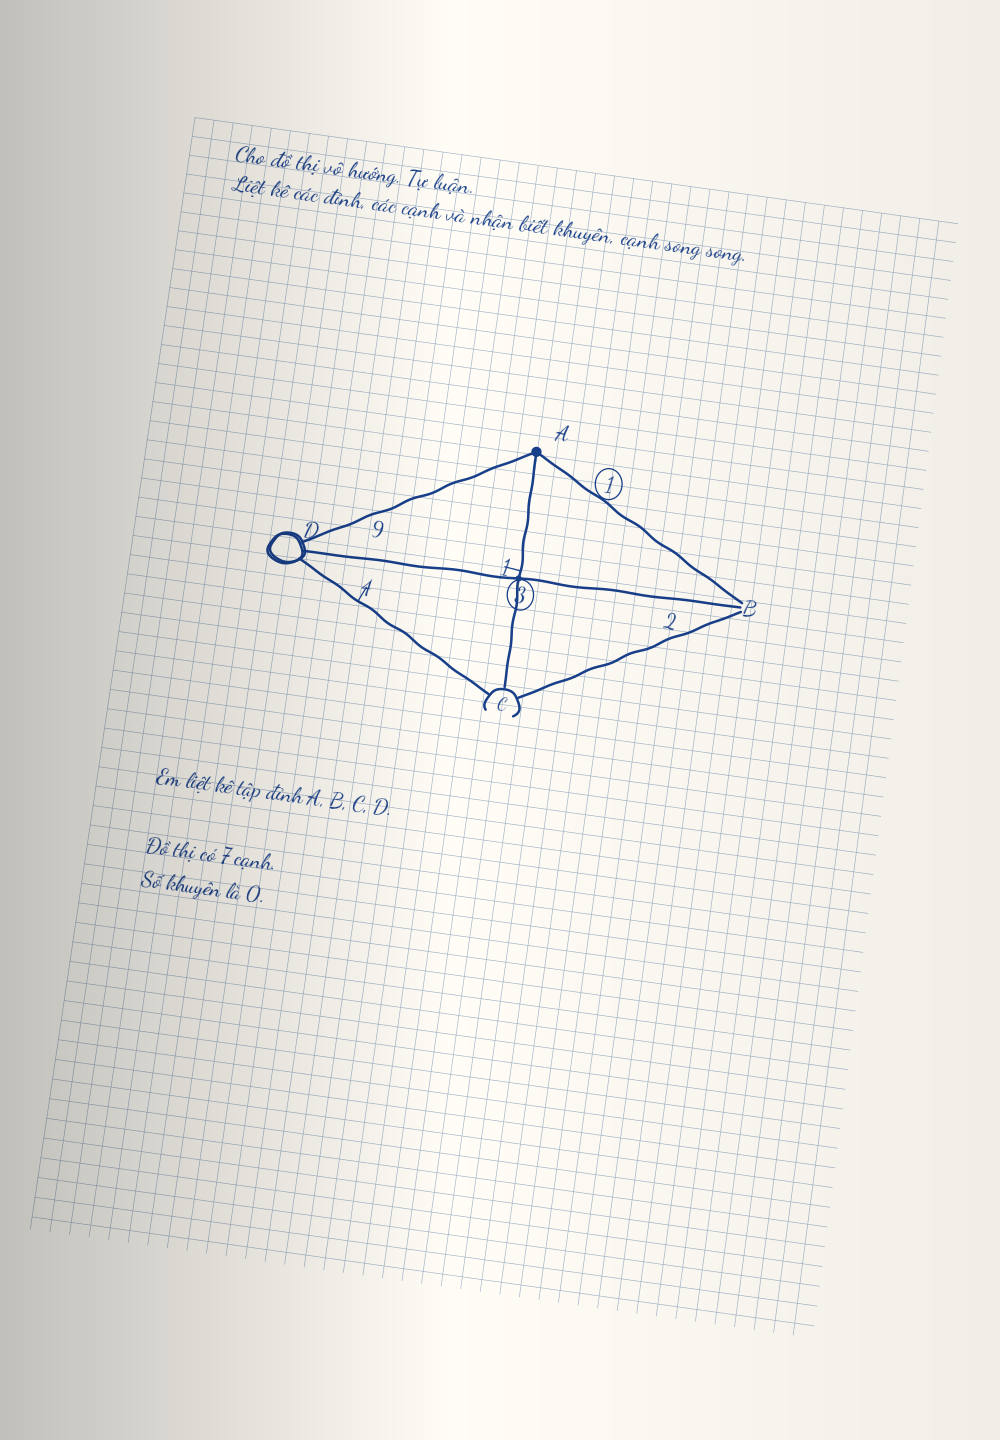 Cho đồ thị vô hướng. Tự luận.
Liệt kê các đỉnh, các cạnh và nhận biết khuyên, cạnh song song.
A
1
D
9
1
3
A
B
2
C
Em liệt kê tập đỉnh A, B, C, D.
Đồ thị có 7 cạnh.
Số khuyên là 0.